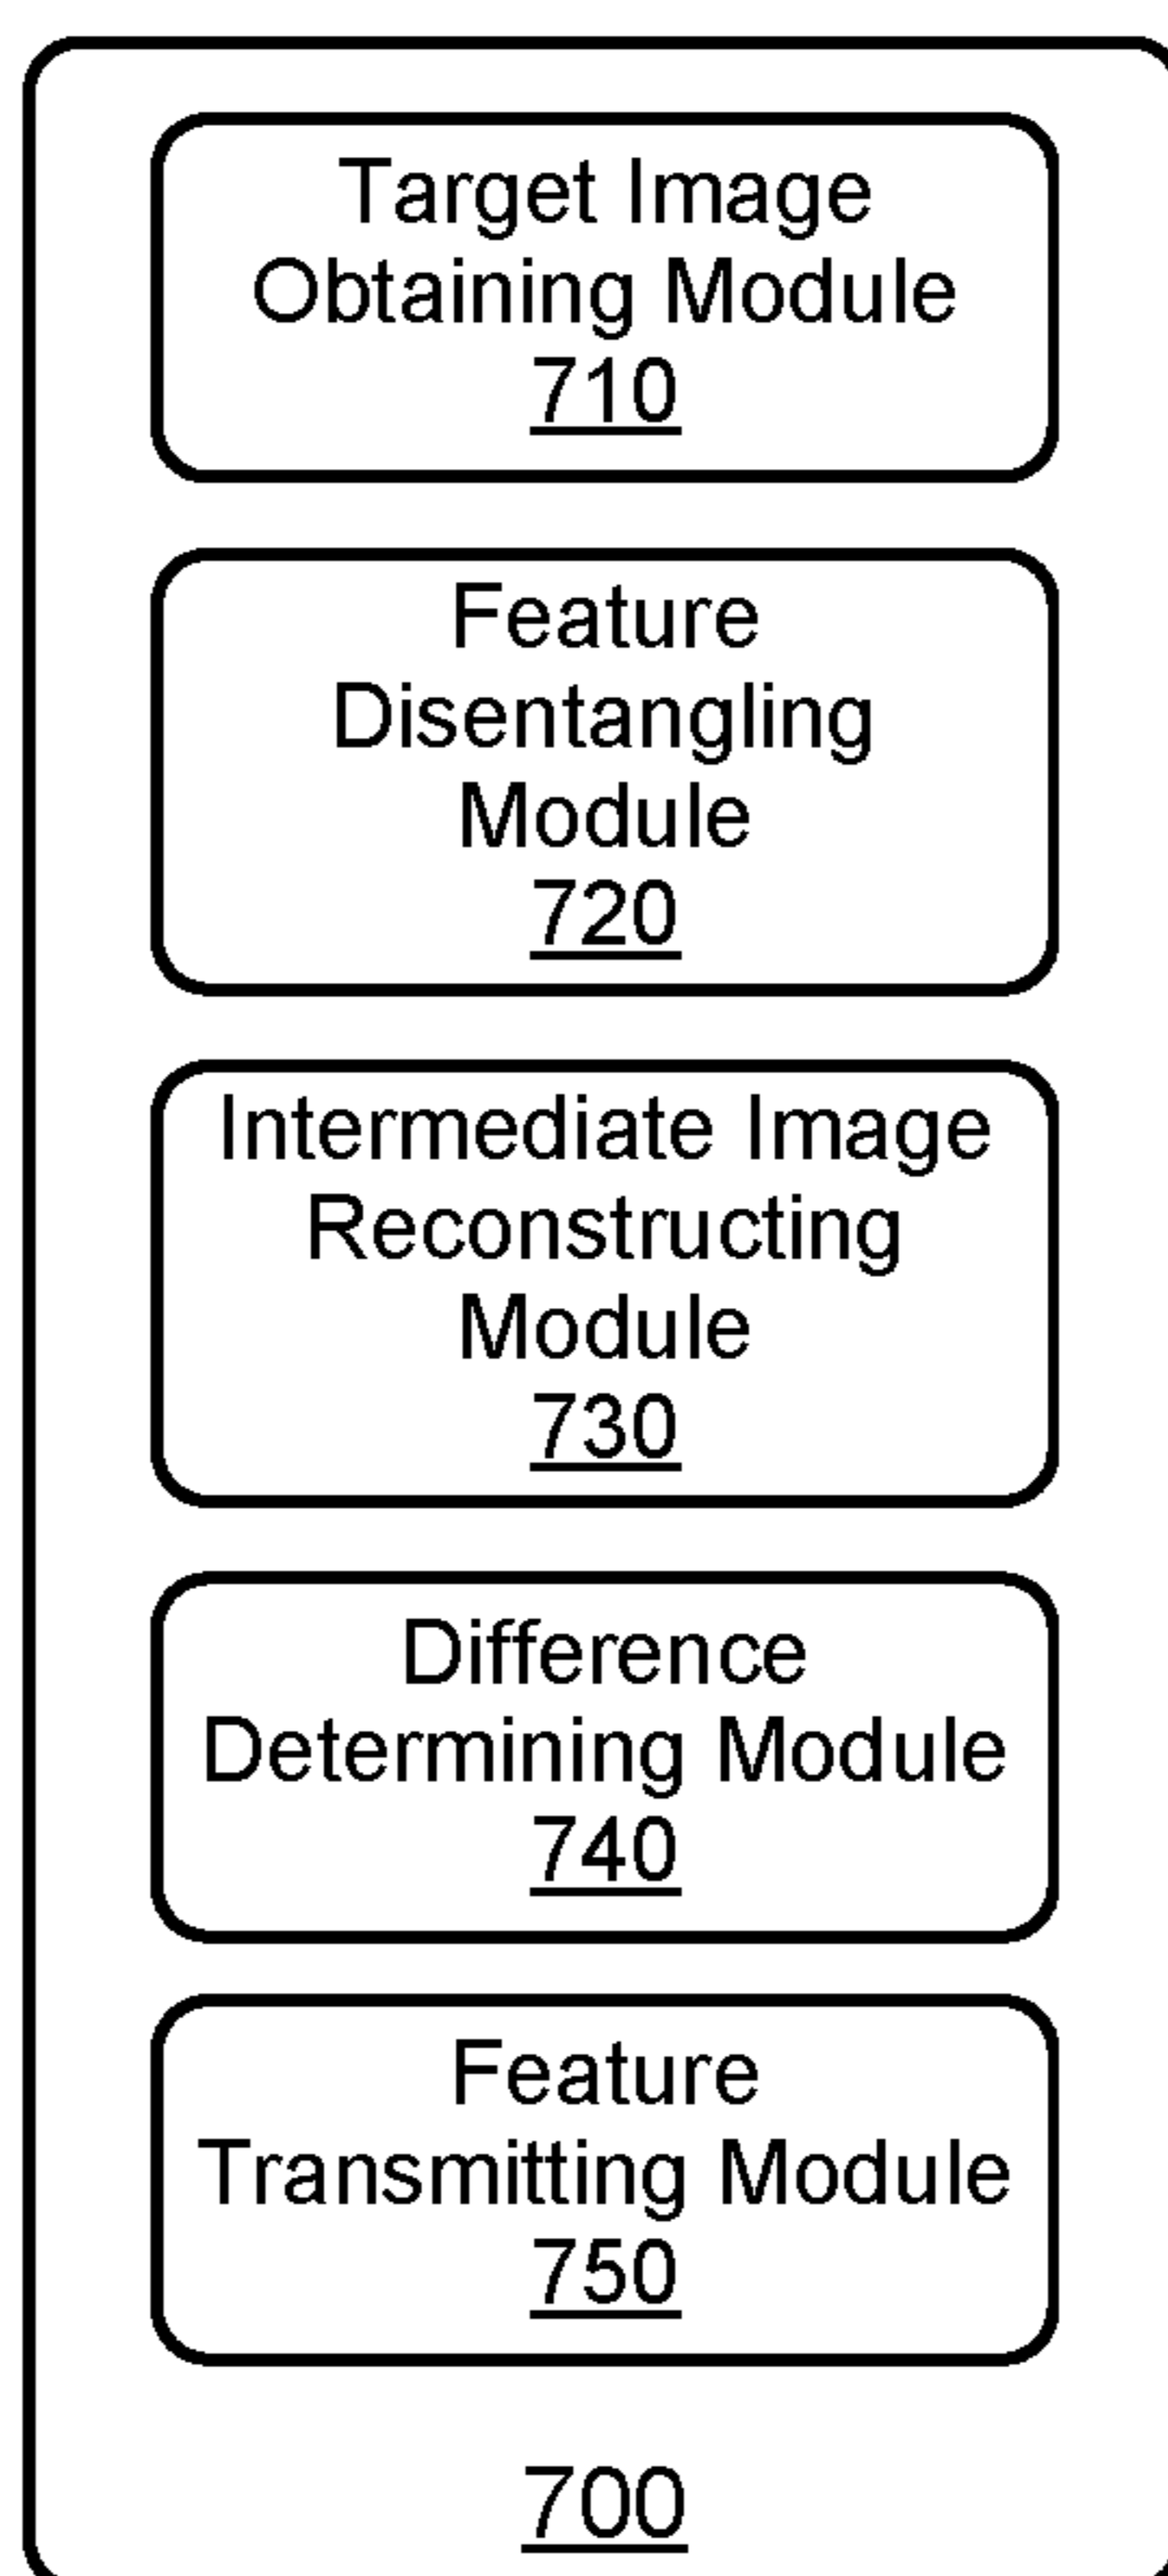 Target Image
Obtaining Module
710
Feature
Disentangling
Module
720
Intermediate Image
Reconstructing
Module
730
Difference
Determining Module
740
Feature
Transmitting Module
750
700